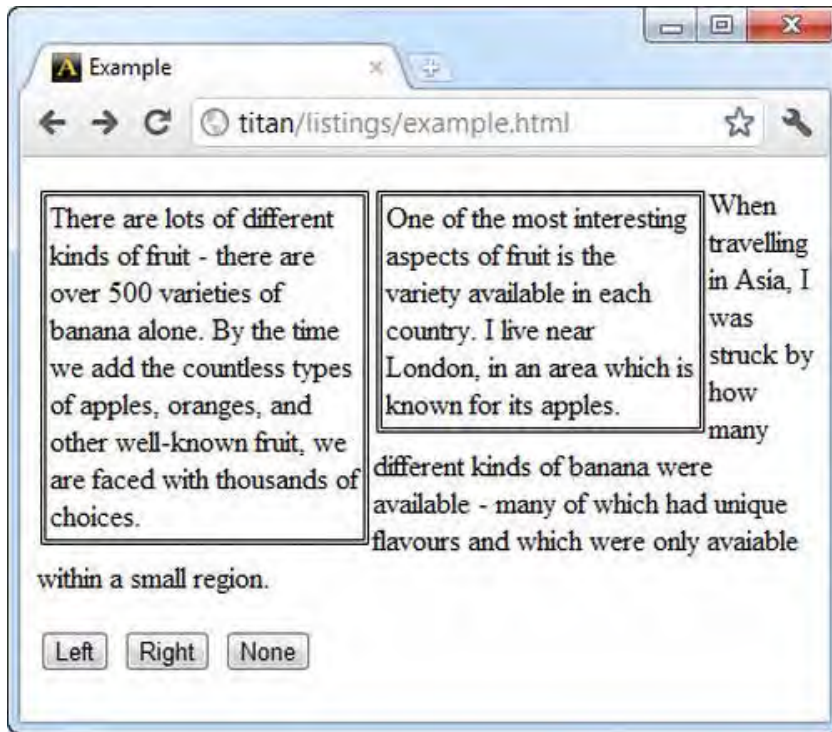 Example
titan/listings/example.html
There are lots of different
kinds of fruit - there are
over 500 varieties of
banana alone. By the time
we add the countless types
of apples, oranges, and
other well-known fruit, we
are faced with thousands of
choices.
One of the most interesting
aspects of fruit is the
variety available in each
country. I live near
London, in an area which is
known for its apples.
When
travelling
in Asia, I
was
struck by
how
many
different kinds of banana were
available - many of which had unique
flavours and which were only avaiable
within a small region.
Left Right None